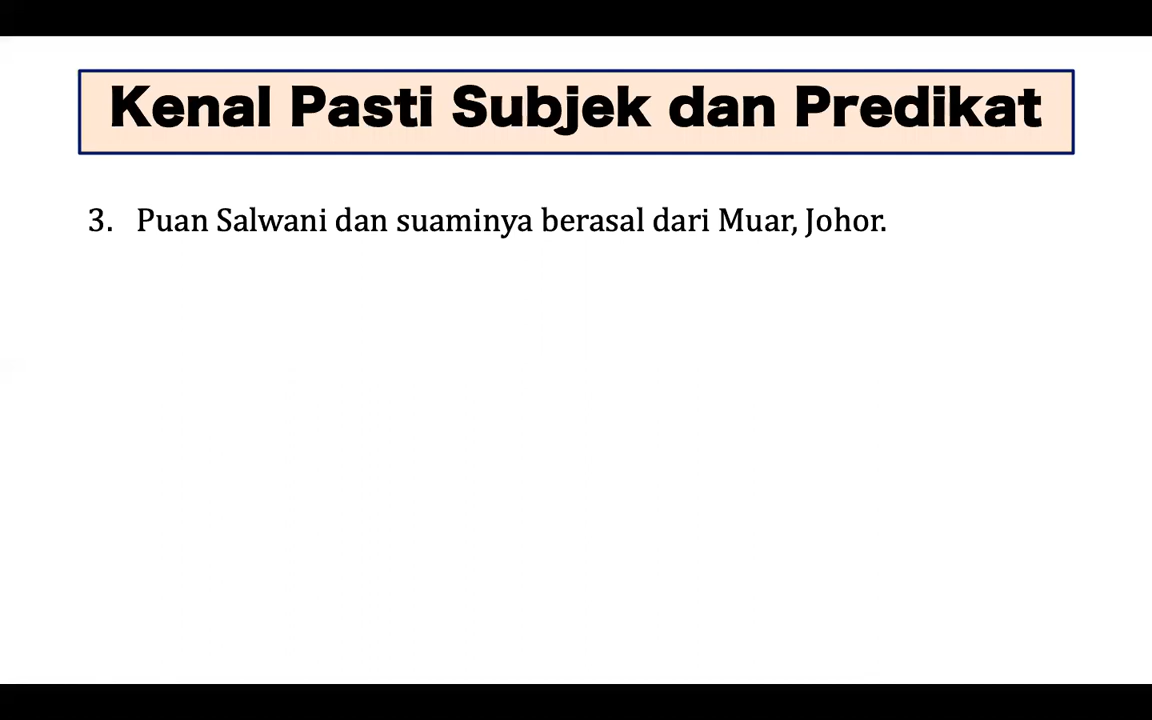 Kenal Pasti Subjek dan Predikat
3. Puan Salwani dan suaminya berasal dari Muar, Johor.